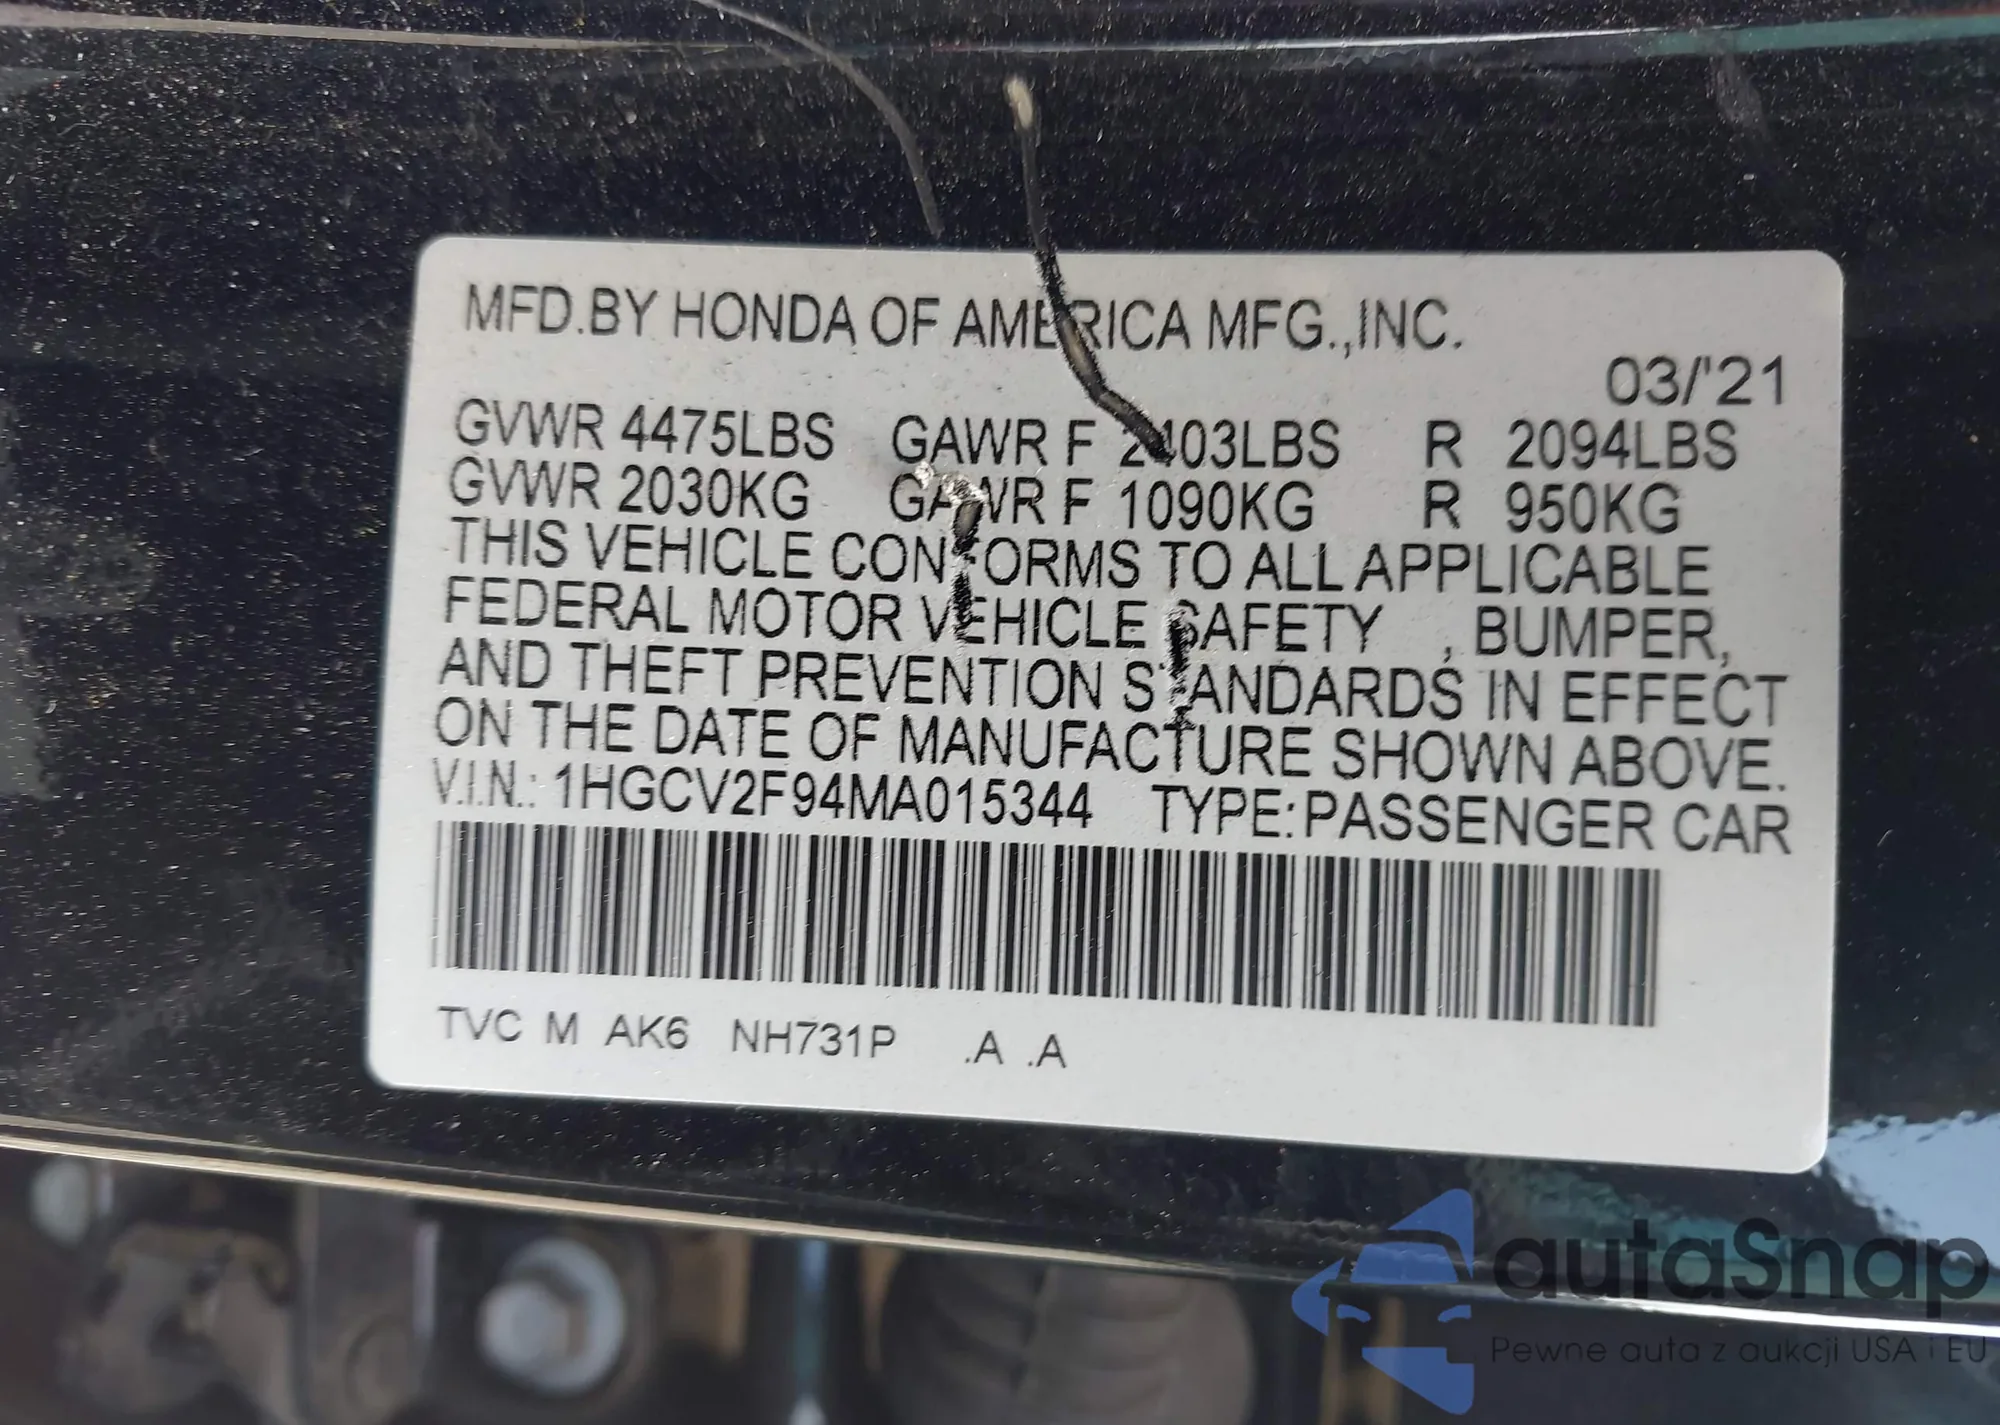 MFD.BY HONDA OF AMERICA MFG.,INC.
03/'21
GVWR 4475LBS GAWR F 2403LBS R 2094LBS
GVWR 2030KG GAWR F 1090KG R 950KG
THIS VEHICLE CONFORMS TO ALL APPLICABLE
FEDERAL MOTOR VEHICLE SAFETY , BUMPER,
AND THEFT PREVENTION STANDARDS IN EFFECT
ON THE DATE OF MANUFACTURE SHOWN ABOVE.
V.I.N.: 1HGCV2F94MA015344 TYPE:PASSENGER CAR
TVC M AK6 NH731P .A .A
autaSnap
Pewne auta z aukcji USA i EU